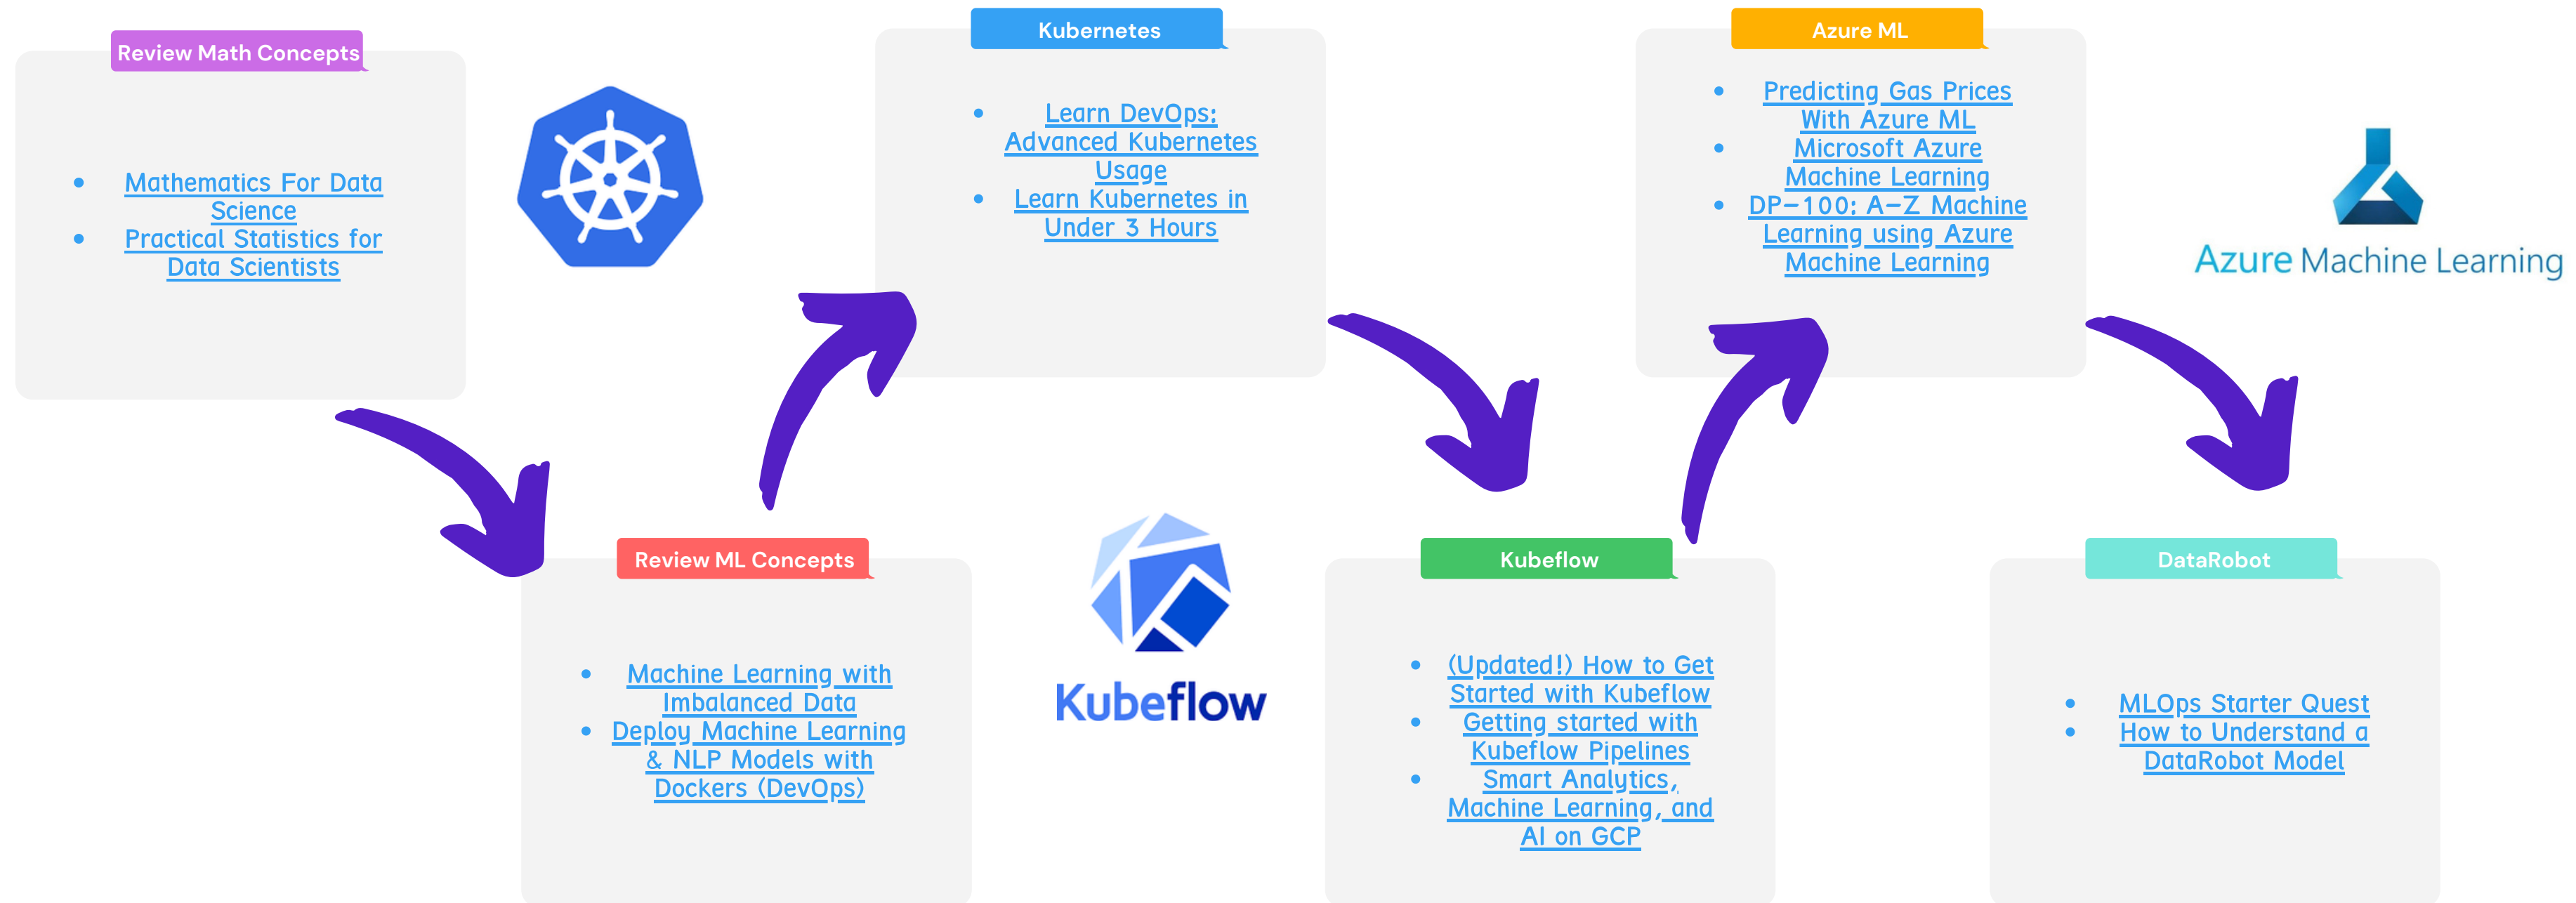 Review Math Concepts
• Mathematics For Data
Science
• Practical Statistics for
Data Scientists
Review ML Concepts
• Machine Learning with
Imbalanced Data
• Deploy Machine Learning
& NLP Models with
Dockers (DevOps)
Kubernetes
• Learn DevOps:
Advanced Kubernetes
Usage
• Learn Kubernetes in
Under 3 Hours
Kubeflow
Kubeflow
• (Updated!) How to Get
Started with Kubeflow
• Getting started with
Kubeflow Pipelines
• Smart Analytics,
Machine Learning, and
AI on GCP
Azure ML
• Predicting Gas Prices
With Azure ML
• Microsoft Azure
Machine Learning
• DP-100: A-Z Machine
Learning using Azure
Machine Learning
Azure Machine Learning
DataRobot
• MLOps Starter Quest
• How to Understand a
DataRobot Model